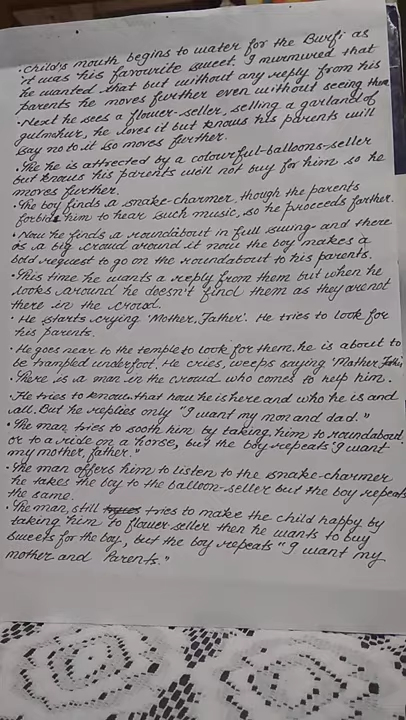 • Child's mouth begins to water for the Burfi as
it was his favourite sweet. I murmured that
he wanted that but without any reply from his
parents he moves further even without seeing them
• Next he sees a flower-seller, selling a garland of
gulmohur, he loves it but knows his parents will
say no to it so moves further.
• The he is attrected by a colourful-balloons-seller
but knows his parents will not buy for him so he
moves further.
• The boy finds a snake-charmer, though the parents
forbids him to hear such music, so he proceeds farther.
• Now he finds a roundabout in full swing- and there
as a big crowd around it now the boy makes a
bold request to go on the roundabout to his parents.
• This time he wants a reply from them but when he
looks around he doesn't find them as they are not
there in the crowd.
• He starts crying 'Mother, Father'. He tries to look for
his parents.
• He goes near to the temple to look for them. he is about to
be trampled underfoot. He cries, weeps saying 'Mother,
• There is a man in the crowd who comes to help him.
• He tries to know that how he is here and who he is and
all. But he replies only "I want my mon and dad."
• The man tries to sooth him by taking him to roundabout
or to a ride on a horse, but the boy repeats "I want
my mother, father."
• The man offers him to listen to the snake-charmer
he takes the boy to the balloon-seller but the boy repeats
the same.
• The man, still tries to make the child happy by
taking him to flower-seller then he wants to buy
sweets for the boy, but the boy repeats "I want my
mother and Parents."